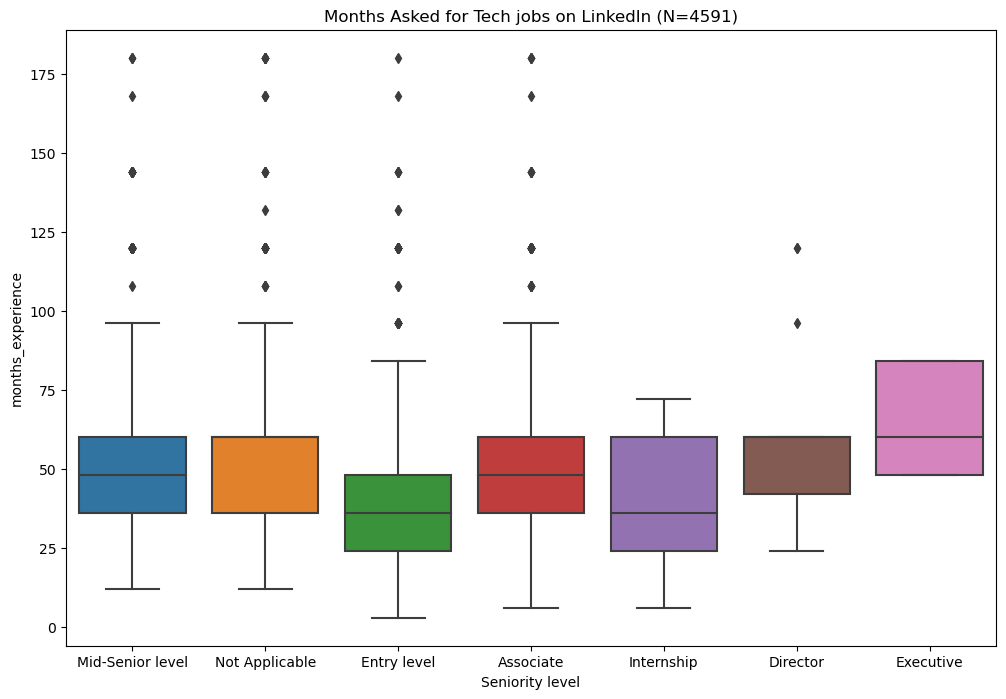 Months Asked for Tech jobs on LinkedIn (N=4591)
months_experience
175
150
125
100
75
50
25
0
Mid-Senior level Not Applicable Entry level Associate Internship Director Executive
Seniority level